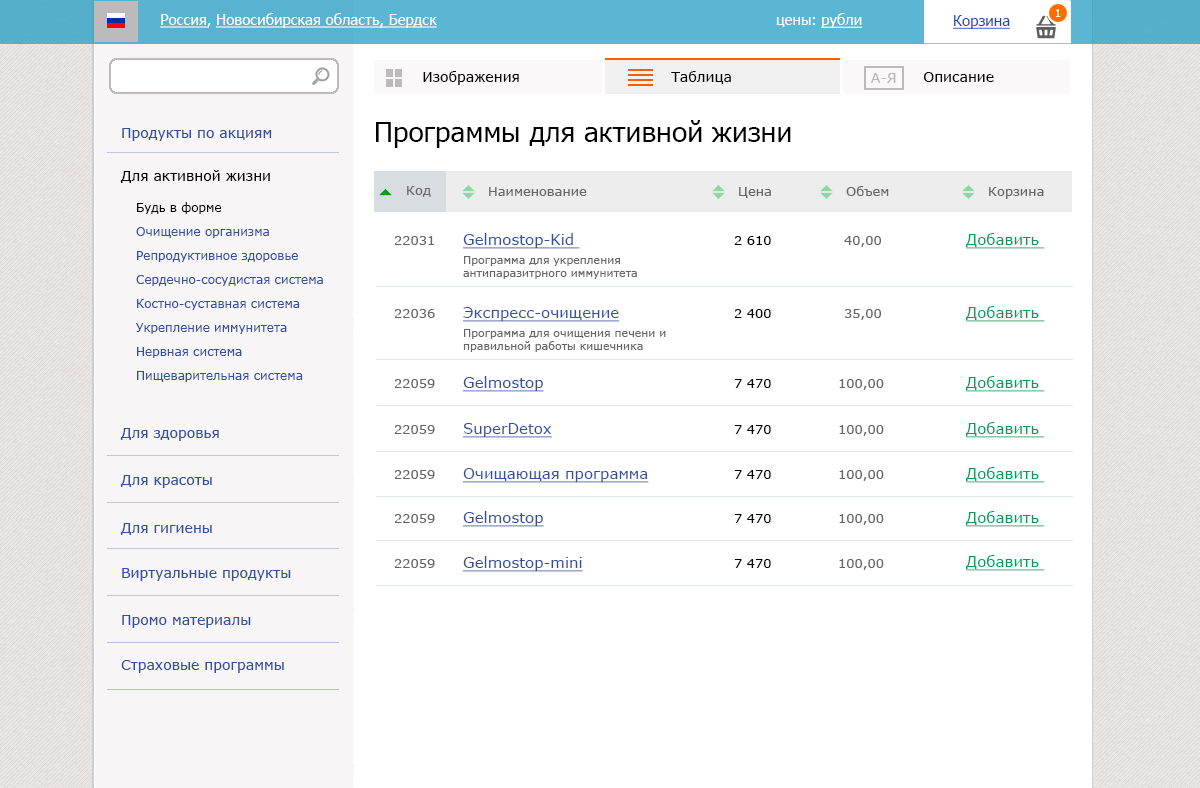 Россия, Новосибирская область, Бердск
цены: рубли
Корзина
1
Изображения
Таблица
А-Я
Описание
Продукты по акциям
Для активной жизни
Будь в форме
Очищение организма
Репродуктивное здоровье
Сердечно-сосудистая система
Костно-суставная система
Укрепление иммунитета
Нервная система
Пищеварительная система
Для здоровья
Для красоты
Для гигиены
Виртуальные продукты
Промо материалы
Страховые программы
Программы для активной жизни
Код Наименование Цена Объем Корзина
22031 Gelmostop-Kid 2 610 40,00 Добавить
Программа для укрепления
антипаразитрного иммунитета
22036 Экспресс-очищение 2 400 35,00 Добавить
Программа для очищения печени и
правильной работы кишечника
22059 Gelmostop 7 470 100,00 Добавить
22059 SuperDetox 7 470 100,00 Добавить
22059 Очищающая программа 7 470 100,00 Добавить
22059 Gelmostop 7 470 100,00 Добавить
22059 Gelmostop-mini 7 470 100,00 Добавить